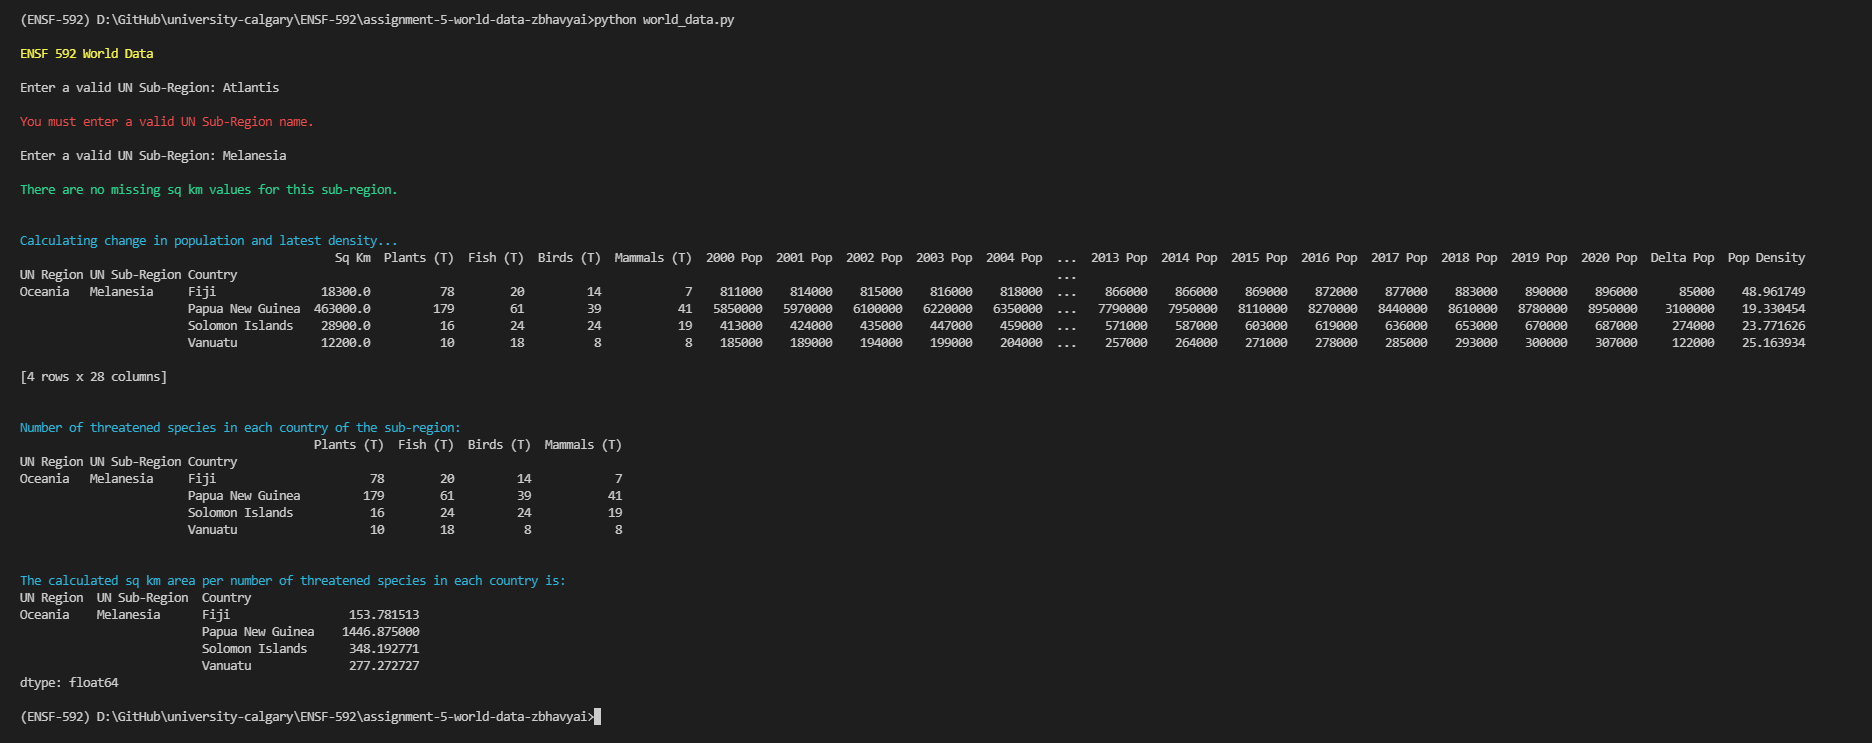 (ENSF-592) D:\GitHub\university-calgary\ENSF-592\assignment-5-world-data-zbhavyai>python world_data.py
ENSF 592 World Data
Enter a valid UN Sub-Region: Atlantis
You must enter a valid UN Sub-Region name.
Enter a valid UN Sub-Region: Melanesia
There are no missing sq km values for this sub-region.
Calculating change in population and latest density...
Sq Km Plants (T) Fish (T) Birds (T) Mammals (T) 2000 Pop 2001 Pop 2002 Pop 2003 Pop 2004 Pop ... 2013 Pop 2014 Pop 2015 Pop 2016 Pop 2017 Pop 2018 Pop 2019 Pop 2020 Pop Delta Pop Pop Density
UN Region UN Sub-Region Country ...
Oceania Melanesia Fiji 18300.0 78 20 14 7 811000 814000 815000 816000 818000 ... 866000 866000 869000 872000 877000 883000 890000 896000 85000 48.961749
Papua New Guinea 463000.0 179 61 39 41 5850000 5970000 6100000 6220000 6350000 ... 7790000 7950000 8110000 8270000 8440000 8610000 8780000 8950000 3100000 19.330454
Solomon Islands 28900.0 16 24 24 19 413000 424000 435000 447000 459000 ... 571000 587000 603000 619000 636000 653000 670000 687000 274000 23.771626
Vanuatu 12200.0 10 18 8 8 185000 189000 194000 199000 204000 ... 257000 264000 271000 278000 285000 293000 300000 307000 122000 25.163934
[4 rows x 28 columns]
Number of threatened species in each country of the sub-region:
Plants (T) Fish (T) Birds (T) Mammals (T)
UN Region UN Sub-Region Country
Oceania Melanesia Fiji 78 20 14 7
Papua New Guinea 179 61 39 41
Solomon Islands 16 24 24 19
Vanuatu 10 18 8 8
The calculated sq km area per number of threatened species in each country is:
UN Region UN Sub-Region Country
Oceania Melanesia Fiji 153.781513
Papua New Guinea 1446.875000
Solomon Islands 348.192771
Vanuatu 277.272727
dtype: float64
(ENSF-592) D:\GitHub\university-calgary\ENSF-592\assignment-5-world-data-zbhavyai>